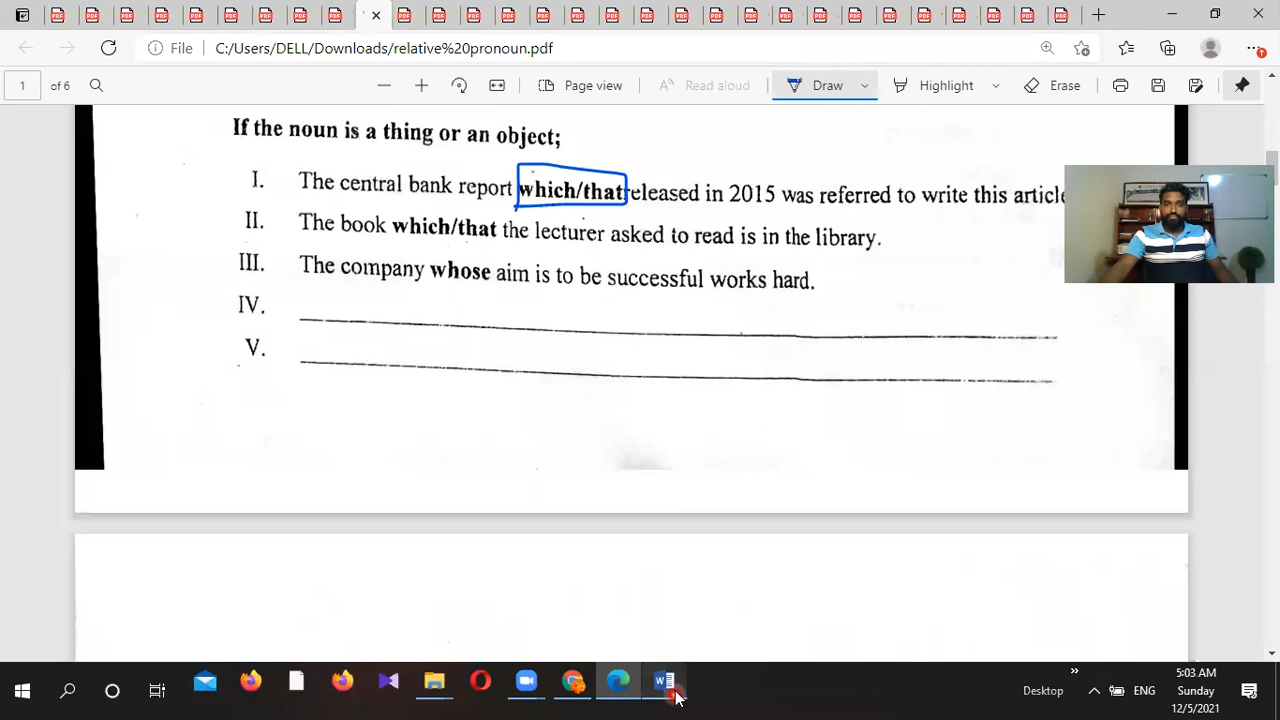 File
C:/Users/DELL/Downloads/relative%20pronoun.pdf
1 of 6
Page view
Read aloud
Draw
Highlight
Erase
If the noun is a thing or an object;
I. The central bank report which/that released in 2015 was referred to write this article
II. The book which/that the lecturer asked to read is in the library.
III. The company whose aim is to be successful works hard.
IV.
V.
Desktop
ENG
5:03 AM
Sunday
12/5/2021